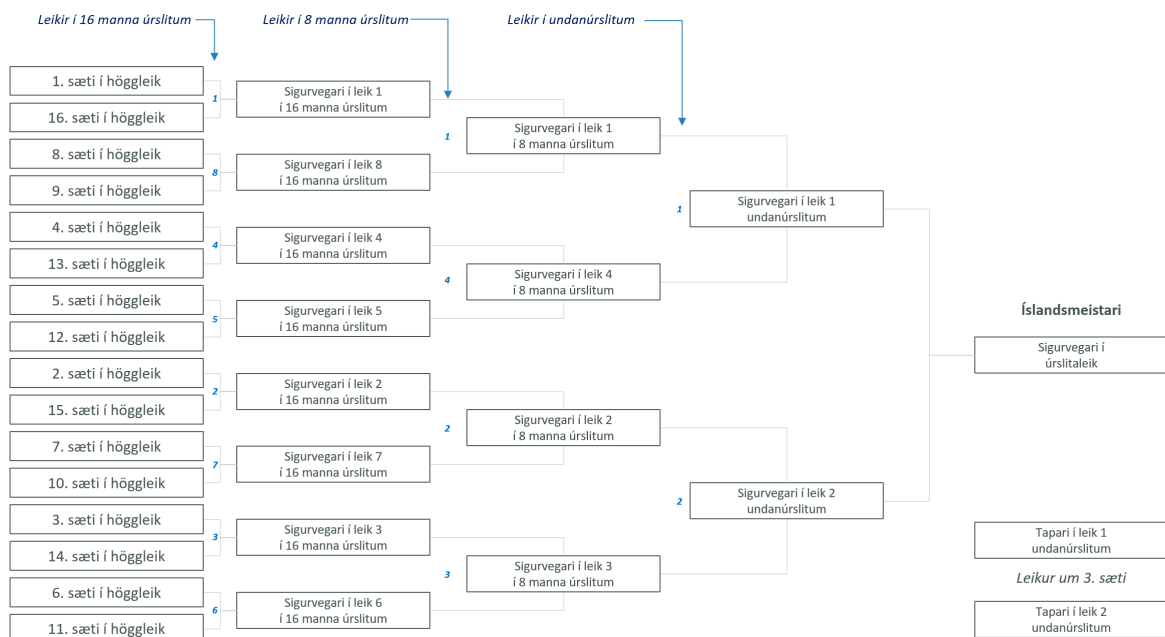 Leikir í 16 manna úrslitum
Leikir í 8 manna úrslitum
Leikir í undanúrslitum
1. sæti í höggleik
16. sæti í höggleik
8. sæti í höggleik
9. sæti í höggleik
4. sæti í höggleik
13. sæti í höggleik
5. sæti í höggleik
12. sæti í höggleik
2. sæti í höggleik
15. sæti í höggleik
7. sæti í höggleik
10. sæti í höggleik
3. sæti í höggleik
14. sæti í höggleik
6. sæti í höggleik
11. sæti í höggleik
1
8
4
5
2
7
3
6
Sigurvegari í leik 1
í 16 manna úrslitum
Sigurvegari í leik 8
í 16 manna úrslitum
Sigurvegari í leik 4
í 16 manna úrslitum
Sigurvegari í leik 5
í 16 manna úrslitum
Sigurvegari í leik 2
í 16 manna úrslitum
Sigurvegari í leik 7
í 16 manna úrslitum
Sigurvegari í leik 3
í 16 manna úrslitum
Sigurvegari í leik 6
í 16 manna úrslitum
1
4
2
3
Sigurvegari í leik 1
í 8 manna úrslitum
Sigurvegari í leik 4
í 8 manna úrslitum
Sigurvegari í leik 2
í 8 manna úrslitum
Sigurvegari í leik 3
í 8 manna úrslitum
1
2
Sigurvegari í leik 1
undanúrslitum
Sigurvegari í leik 2
undanúrslitum
Íslandsmeistari
Sigurvegari í
úrslitaleik
Tapari í leik 1
undanúrslitum
Leikur um 3. sæti
Tapari í leik 2
undanúrslitum